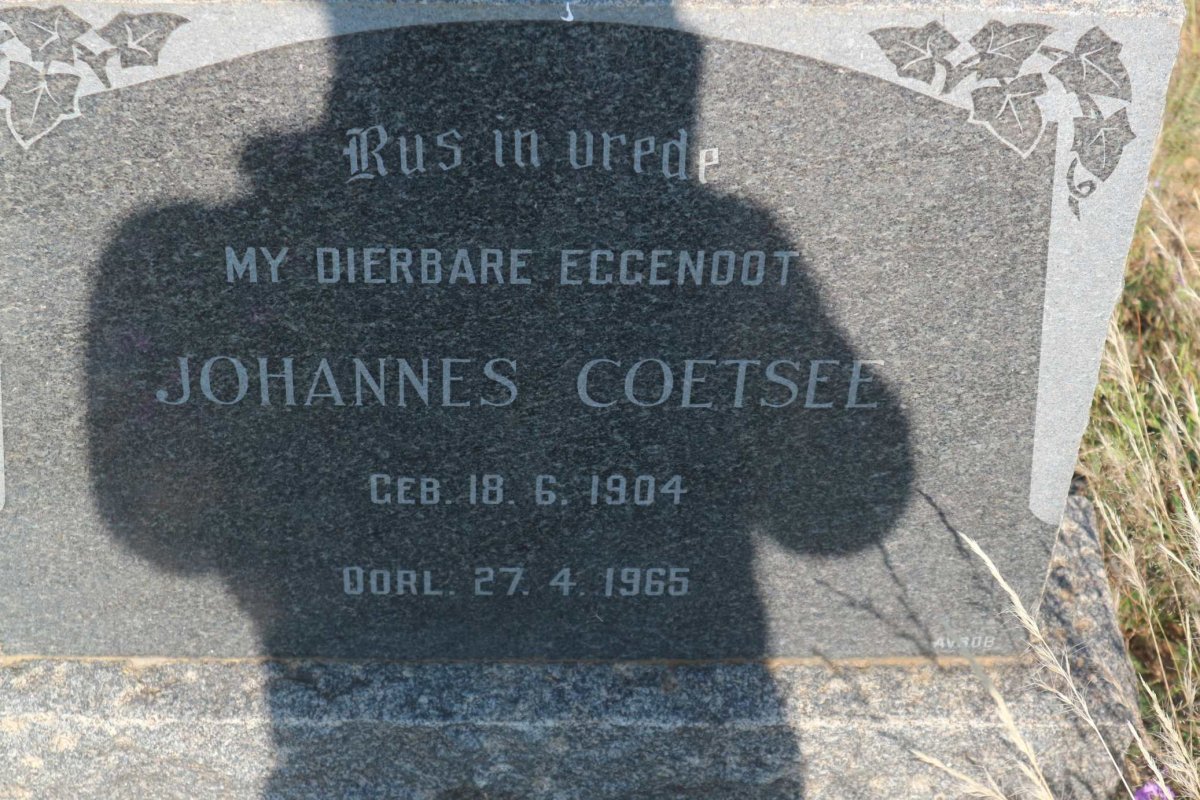 Rus in vrede
MY DIERBARE EGGENOOT
JOHANNES COETSEE
GEB. 18. 6. 1904
OORL. 27. 4. 1965